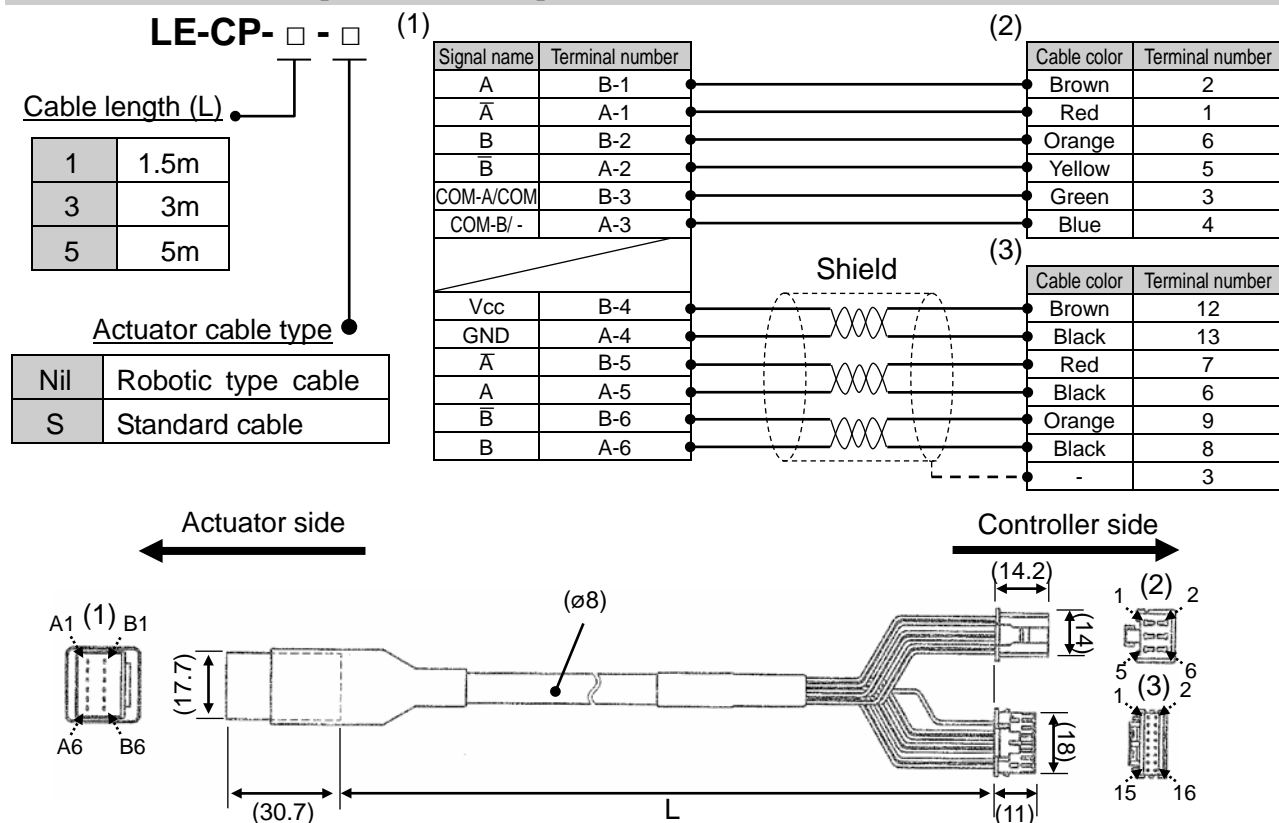 LE-CP- □ - □
Cable length (L)
1 1.5m
3 3m
5 5m
Actuator cable type
Nil Robotic type cable
S Standard cable
(1)
Signal name Terminal number
A B-1
A̅ A-1
B B-2
B̅ A-2
COM-A/COM B-3
COM-B/ - A-3
Vcc B-4
GND A-4
A̅ B-5
A A-5
B̅ B-6
B A-6
Shield
(2)
Cable color Terminal number
Brown 2
Red 1
Orange 6
Yellow 5
Green 3
Blue 4
(3)
Cable color Terminal number
Brown 12
Black 13
Red 7
Black 6
Orange 9
Black 8
- 3
Actuator side
Controller side
A1 (1) B1
A6 B6
(17.7)
(30.7)
(ø8)
L
(14.2)
(14)
(18)
(11)
1 (2) 2
5 6
1 (3) 2
15 16